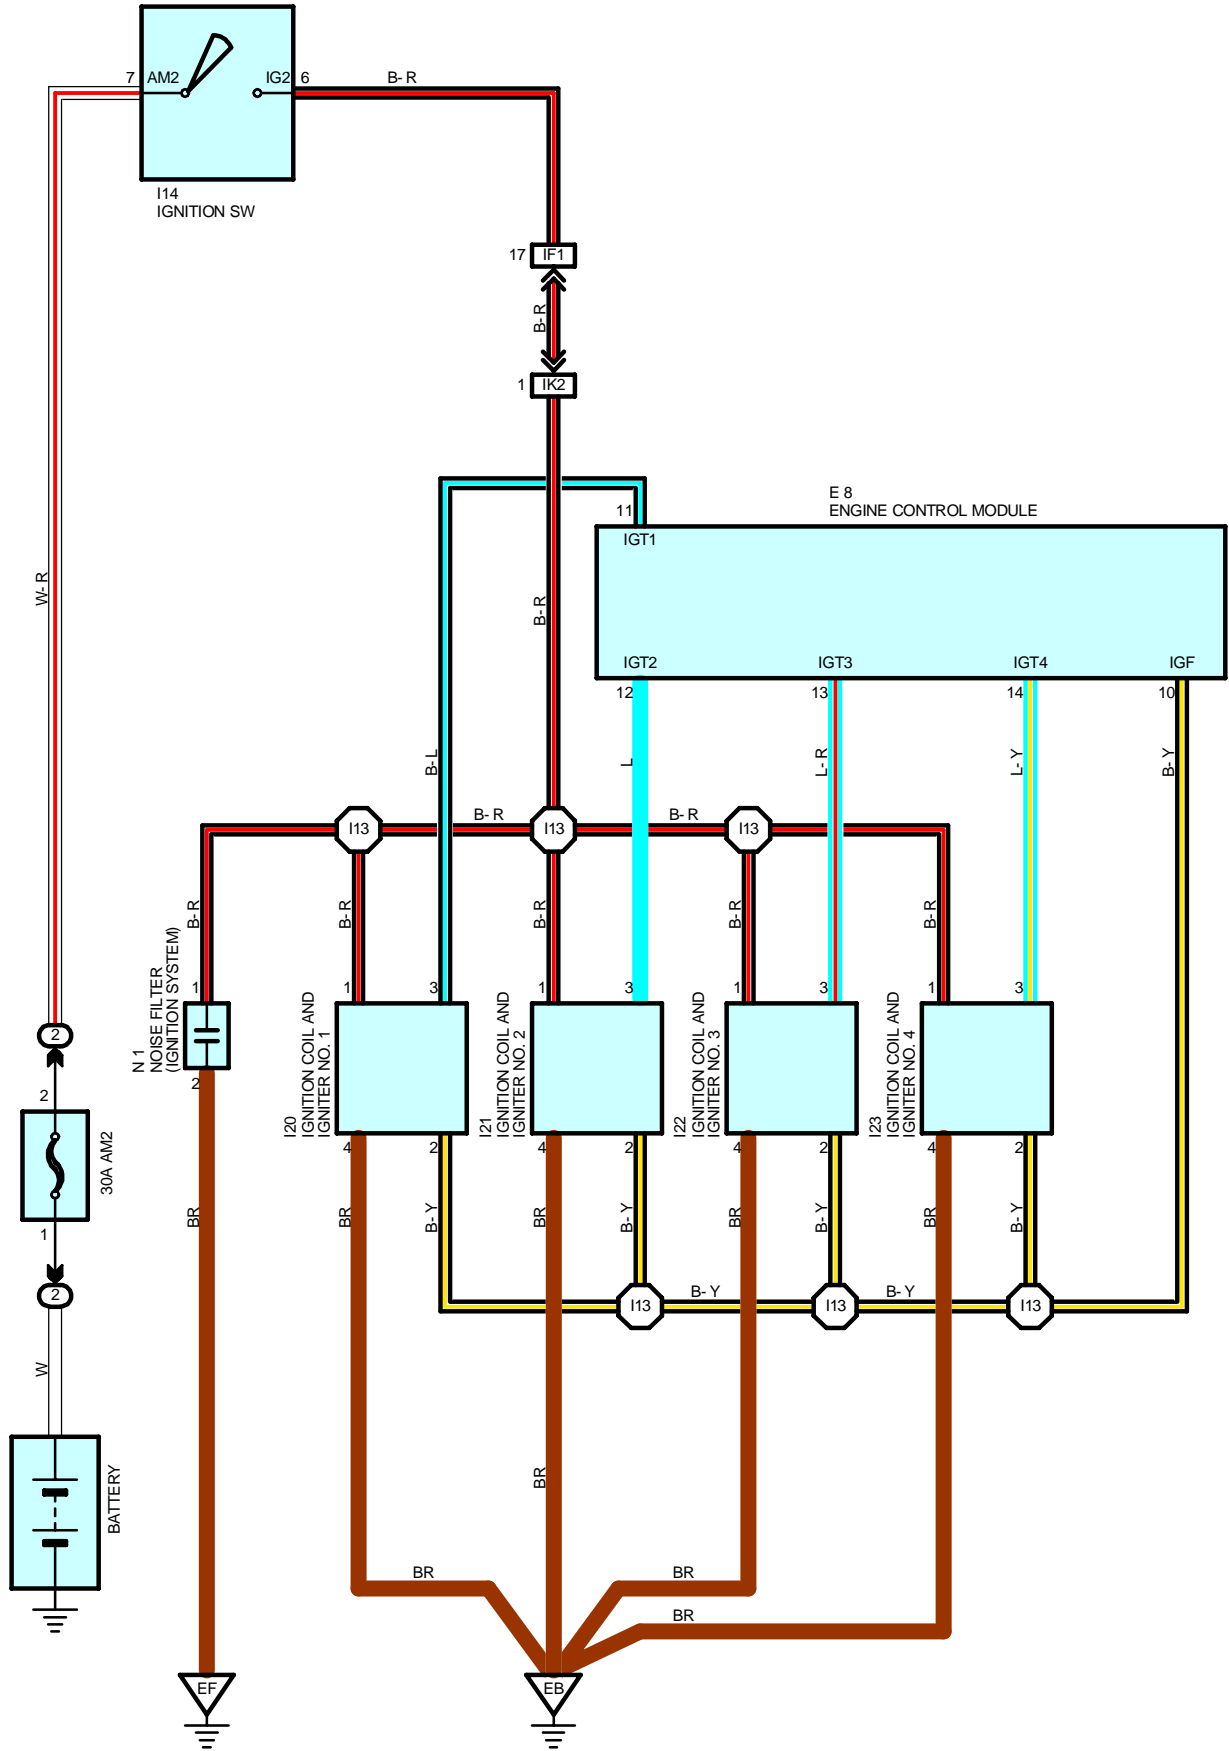 7
AM2
IG2
6
B-R
I14
IGNITION SW
17
IF1
B-R
1
IK2
E 8
ENGINE CONTROL MODULE
11
IGT1
W-R
B-R
IGT2
IGT3
IGT4
IGF
12
13
14
10
B-L
L
L-R
L-Y
B-Y
I13
B-R
I13
B-R
I13
B-R
B-R
B-R
B-R
B-R
1
1
3
1
3
1
3
1
3
N 1
NOISE FILTER
(IGNITION SYSTEM)
2
I20
IGNITION COIL AND
IGNITER NO. 1
I21
IGNITION COIL AND
IGNITER NO. 2
I22
IGNITION COIL AND
IGNITER NO. 3
I23
IGNITION COIL AND
IGNITER NO. 4
2
2
30A AM2
1
2
4
2
4
2
4
2
4
2
BR
BR
B-Y
BR
B-Y
BR
B-Y
BR
B-Y
I13
B-Y
I13
B-Y
I13
W
BATTERY
BR
BR
BR
BR
EF
EB